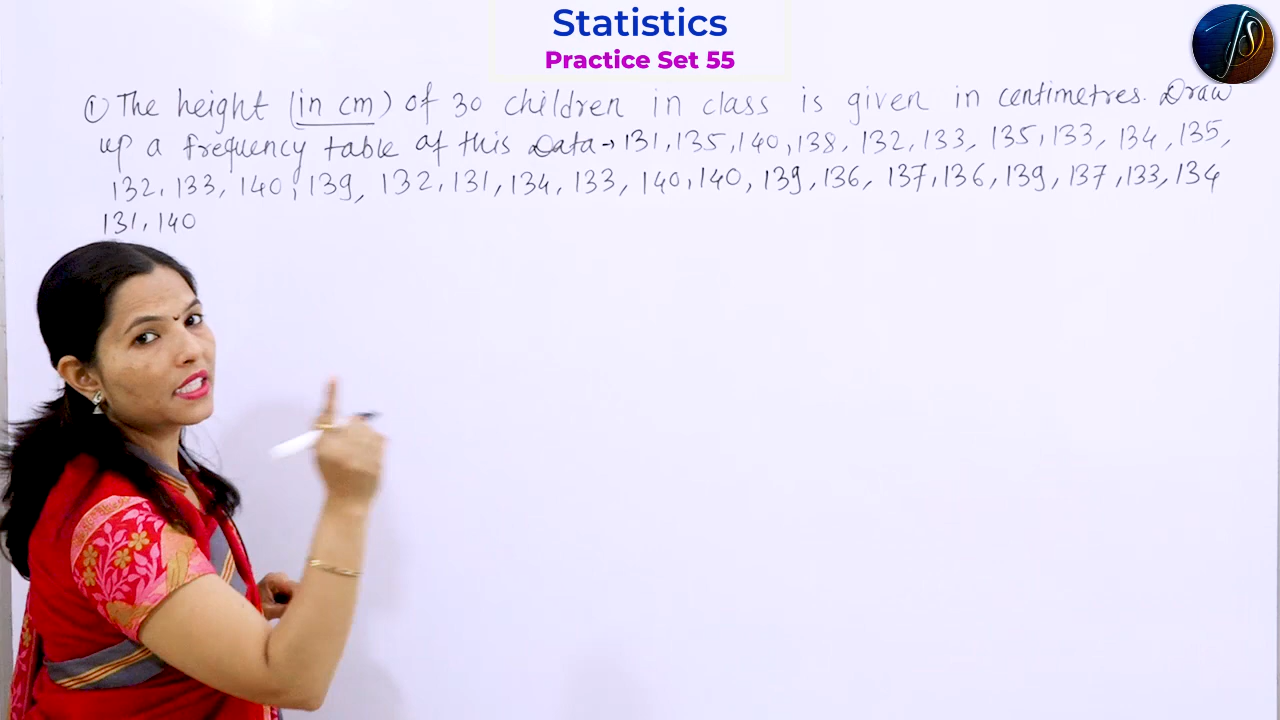 Statistics
Practice Set 55
① The height (in cm) of 30 children in class is given in centimetres. Draw
up a frequency table of this Data → 131, 135, 140, 138, 132, 133, 135, 133, 134, 135,
132, 133, 140, 139, 132, 131, 134, 133, 140, 140, 139, 136, 137, 136, 139, 137, 133, 134
131, 140